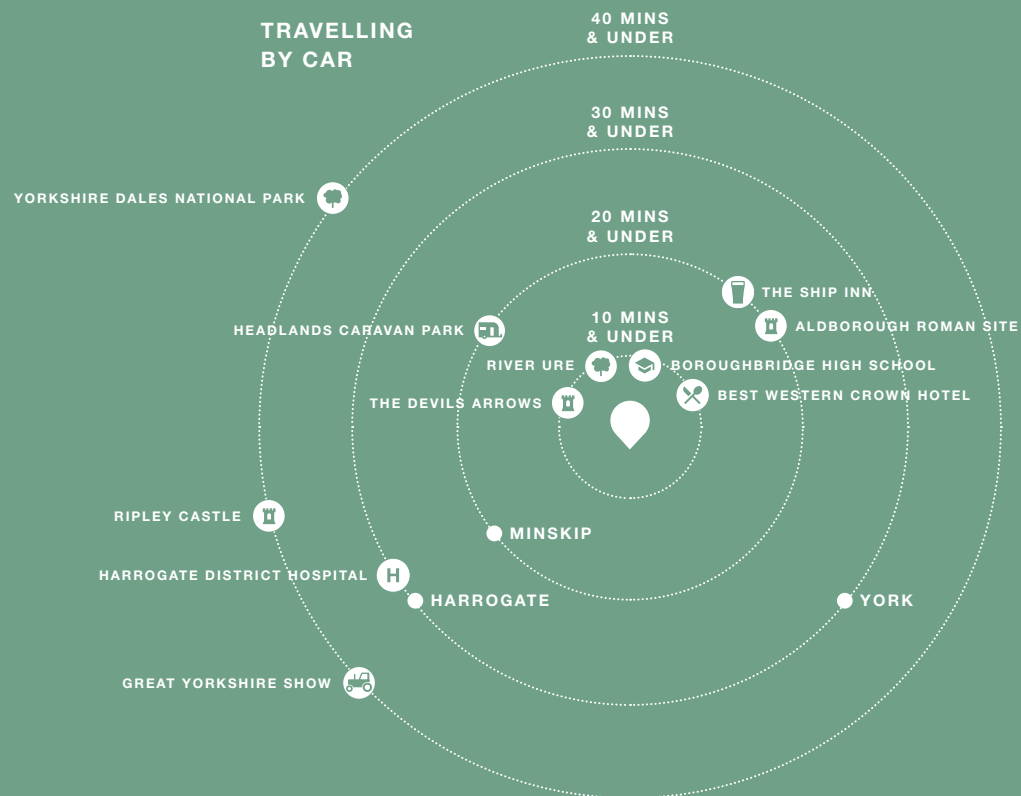 TRAVELLING
BY CAR
40 MINS
& UNDER
30 MINS
& UNDER
YORKSHIRE DALES NATIONAL PARK
20 MINS
& UNDER
THE SHIP INN
10 MINS
& UNDER
HEADLANDS CARAVAN PARK
ALDBOROUGH ROMAN SITE
RIVER URE
BOROUGHBRIDGE HIGH SCHOOL
THE DEVILS ARROWS
BEST WESTERN CROWN HOTEL
RIPLEY CASTLE
MINSKIP
HARROGATE DISTRICT HOSPITAL
H
HARROGATE
YORK
GREAT YORKSHIRE SHOW